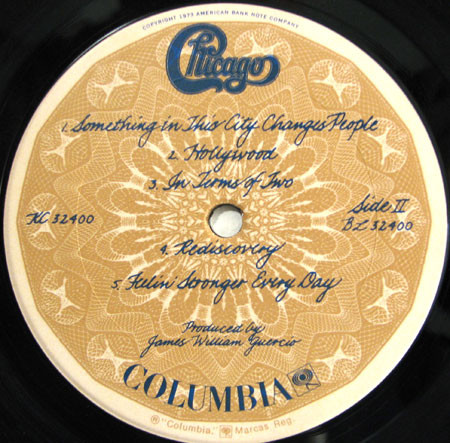 COPYRIGHT 1973 AMERICAN BANK NOTE COMPANY
Chicago
1. Something in This City Changes People
2. Hollywood
3. In Terms of Two
KC 32400
Side II
BL 32400
4. Rediscovery
5. Feelin' Stronger Every Day
Produced by
James William Guercio
COLUMBIA
® "Columbia," Marcas Reg.